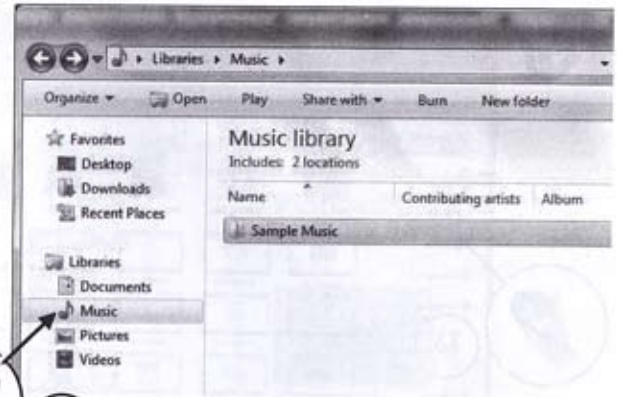 Libraries ▸ Music ▸
Organize Open Play Share with Burn New folder
Favorites
Desktop
Downloads
Recent Places
Libraries
Documents
Music
Pictures
Videos
Music library
Includes: 2 locations
Name Contributing artists Album
Sample Music